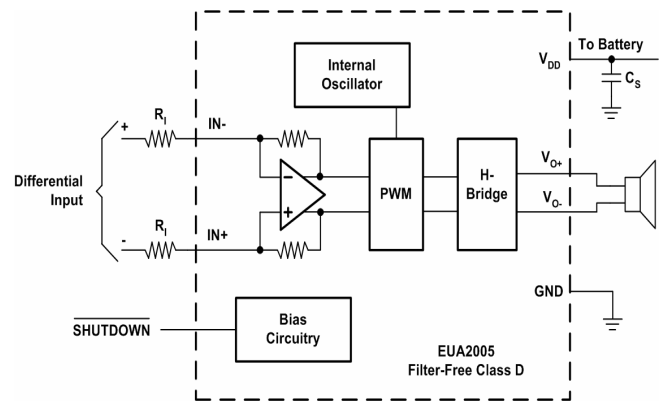 To Battery
V_DD
C_S
Internal
Oscillator
R_I
IN-
+
Differential
Input
-
R_I
IN+
−
+
PWM
H-
Bridge
V_O+
V_O-
GND
SHUTDOWN
Bias
Circuitry
EUA2005
Filter-Free Class D